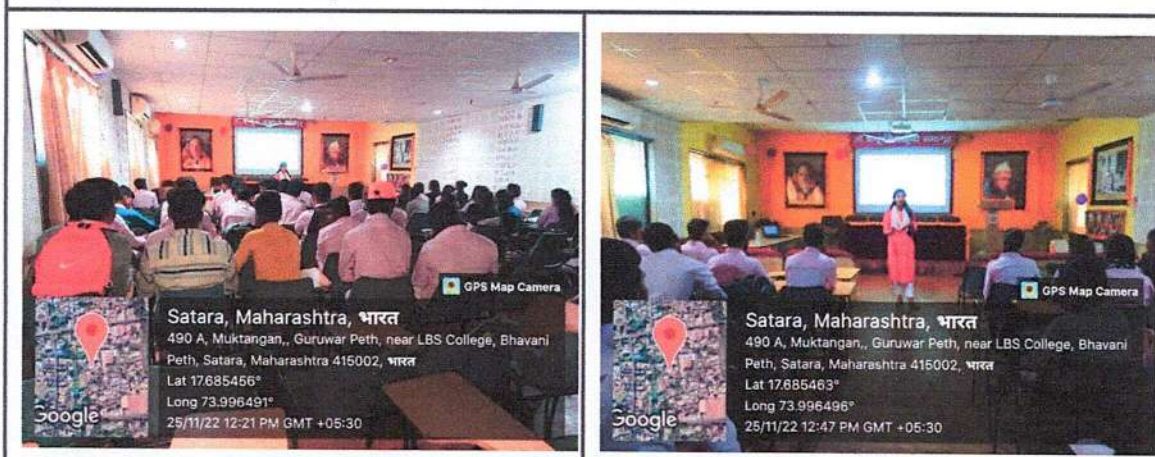 GPS Map Camera
Satara, Maharashtra, भारत
490 A, Muktangan,, Guruwar Peth, near LBS College, Bhavani
Peth, Satara, Maharashtra 415002, भारत
Lat 17.685456°
Long 73.996491°
25/11/22 12:21 PM GMT +05:30
Google
GPS Map Camera
Satara, Maharashtra, भारत
490 A, Muktangan,, Guruwar Peth, near LBS College, Bhavani
Peth, Satara, Maharashtra 415002, भारत
Lat 17.685463°
Long 73.996496°
25/11/22 12:47 PM GMT +05:30
Google